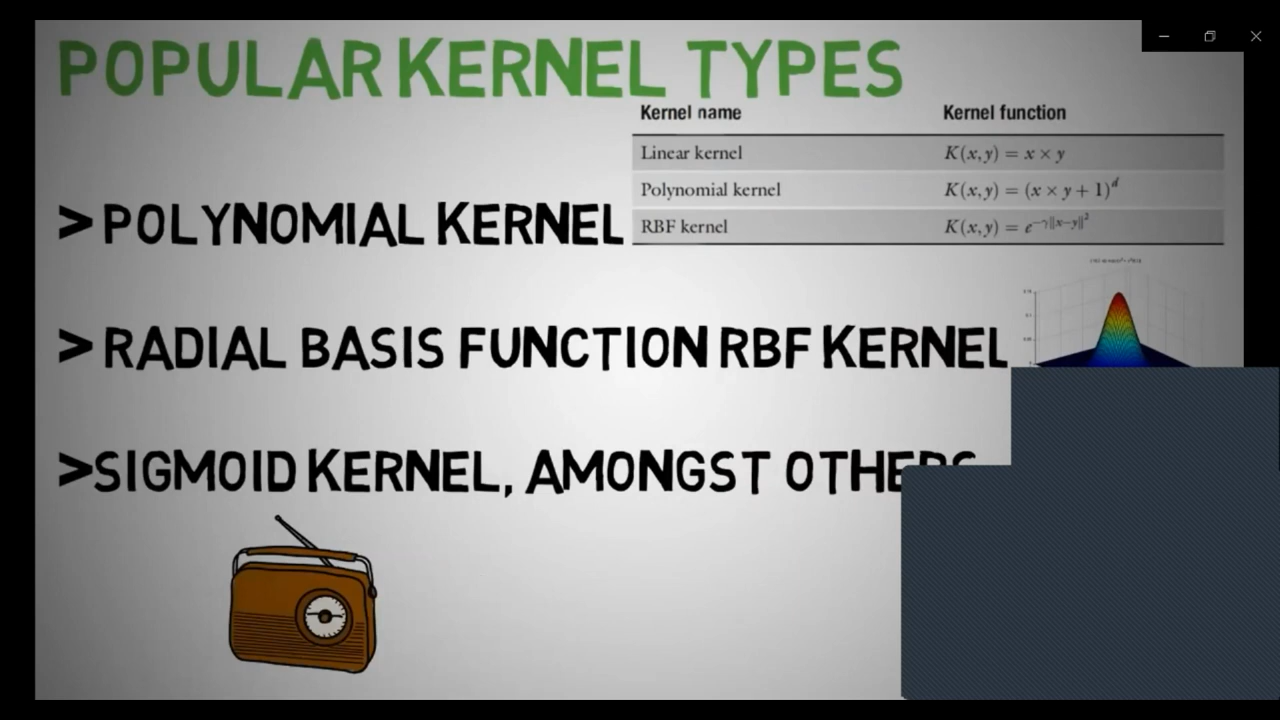 POPULAR KERNEL TYPES
Kernel name Kernel function
Linear kernel K(x,y) = x × y
Polynomial kernel K(x,y) = (x × y + 1)^d
RBF kernel K(x,y) = e^{-γ||x-y||^2}
> POLYNOMIAL KERNEL
> RADIAL BASIS FUNCTION RBF KERNEL
>SIGMOID KERNEL, AMONGST OTHERS